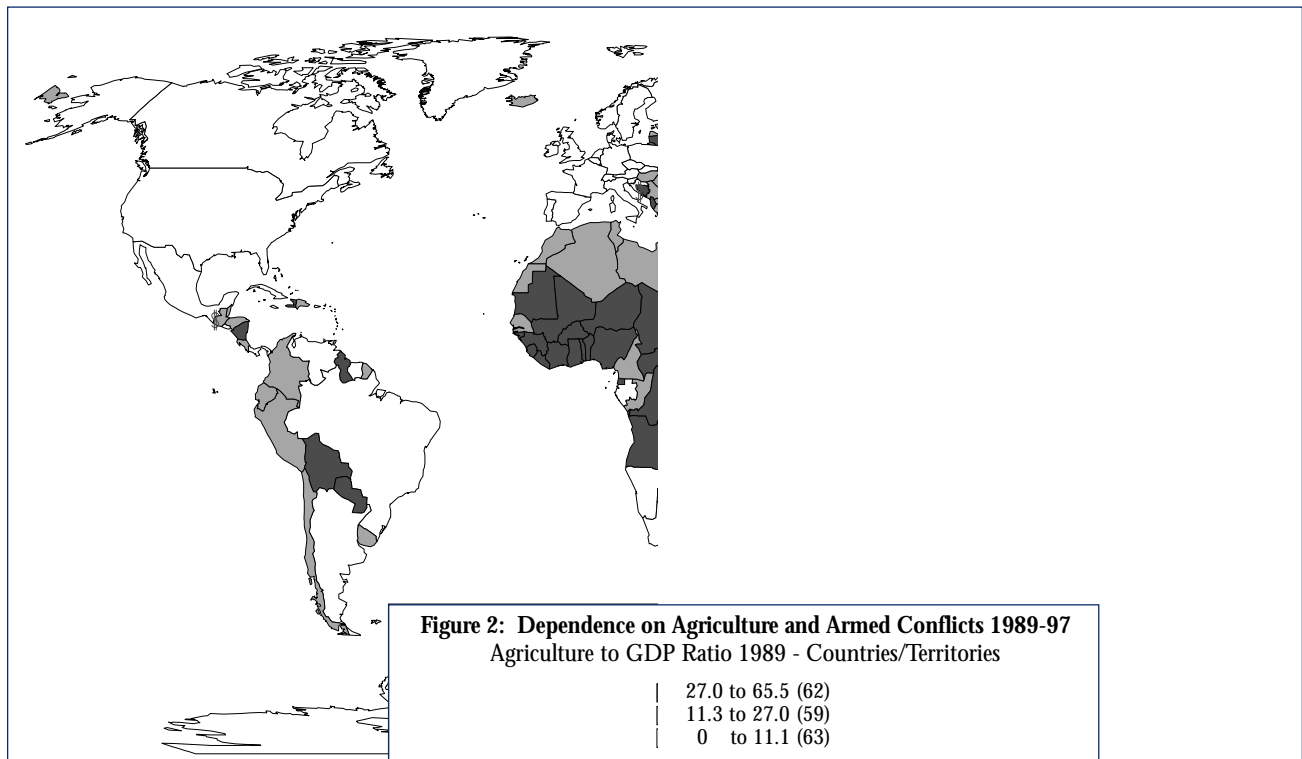 Figure 2: Dependence on Agriculture and Armed Conflicts 1989-97
Agriculture to GDP Ratio 1989 - Countries/Territories
27.0 to 65.5 (62)
11.3 to 27.0 (59)
0 to 11.1 (63)